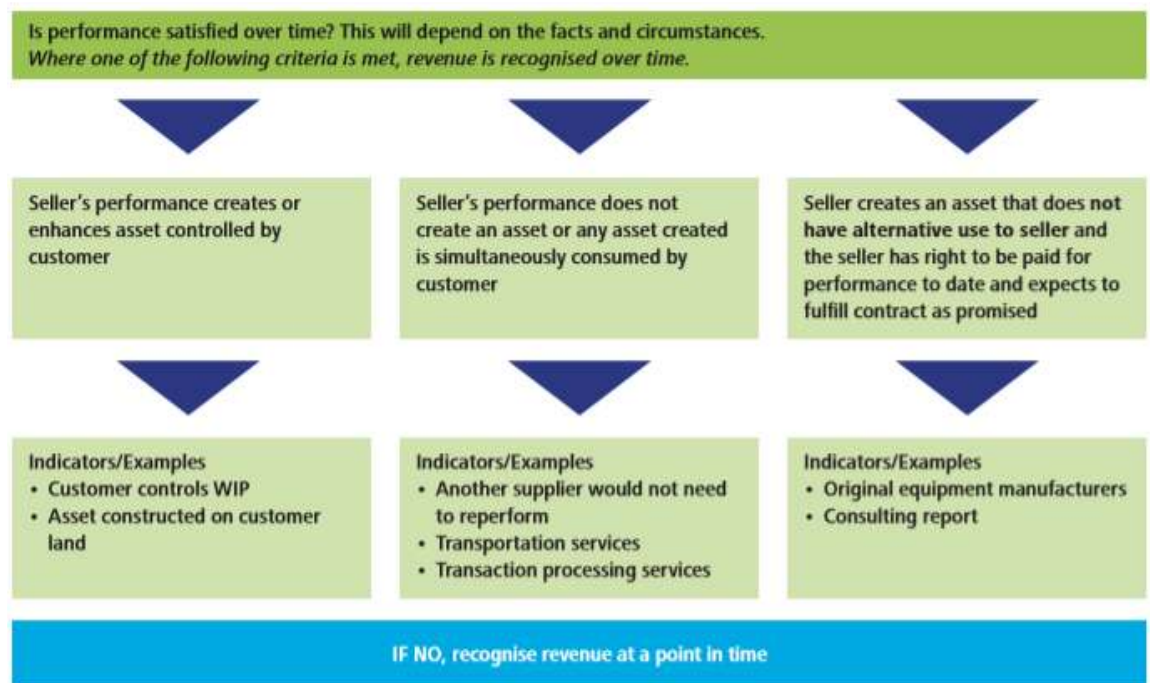 Is performance satisfied over time? This will depend on the facts and circumstances.
Where one of the following criteria is met, revenue is recognised over time.
Seller's performance creates or
enhances asset controlled by
customer
Seller's performance does not
create an asset or any asset created
is simultaneously consumed by
customer
Seller creates an asset that does not
have alternative use to seller and
the seller has right to be paid for
performance to date and expects to
fulfill contract as promised
Indicators/Examples
• Customer controls WIP
• Asset constructed on customer
land
Indicators/Examples
• Another supplier would not need
to reperform
• Transportation services
• Transaction processing services
Indicators/Examples
• Original equipment manufacturers
• Consulting report
IF NO, recognise revenue at a point in time